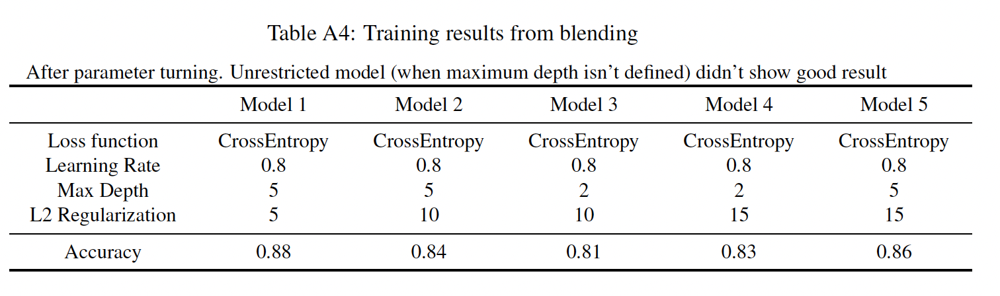 Table A4: Training results from blending
After parameter turning. Unrestricted model (when maximum depth isn’t defined) didn’t show good result
Model 1 Model 2 Model 3 Model 4 Model 5
Loss function CrossEntropy CrossEntropy CrossEntropy CrossEntropy CrossEntropy
Learning Rate 0.8 0.8 0.8 0.8 0.8
Max Depth 5 5 2 2 5
L2 Regularization 5 10 10 15 15
Accuracy 0.88 0.84 0.81 0.83 0.86